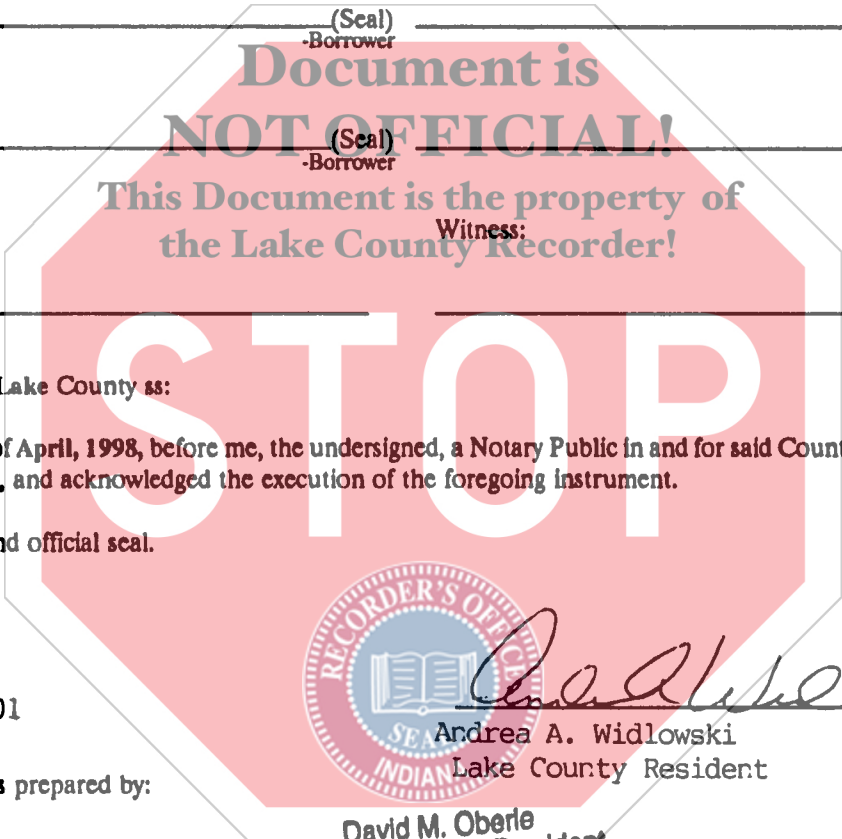 (Seal)
-Borrower
Document is
NOT OFFICIAL!
(Seal)
-Borrower
This Document is the property of
the Lake County Recorder!
Witness:
STOP
Lake County ss:
of April, 1998, before me, the undersigned, a Notary Public in and for said Count
, and acknowledged the execution of the foregoing instrument.
nd official seal.
RECORDER'S OFFICE
SEAL
INDIANA
01
Andrea A. Widlowski
Lake County Resident
s prepared by:
David M. Oberle